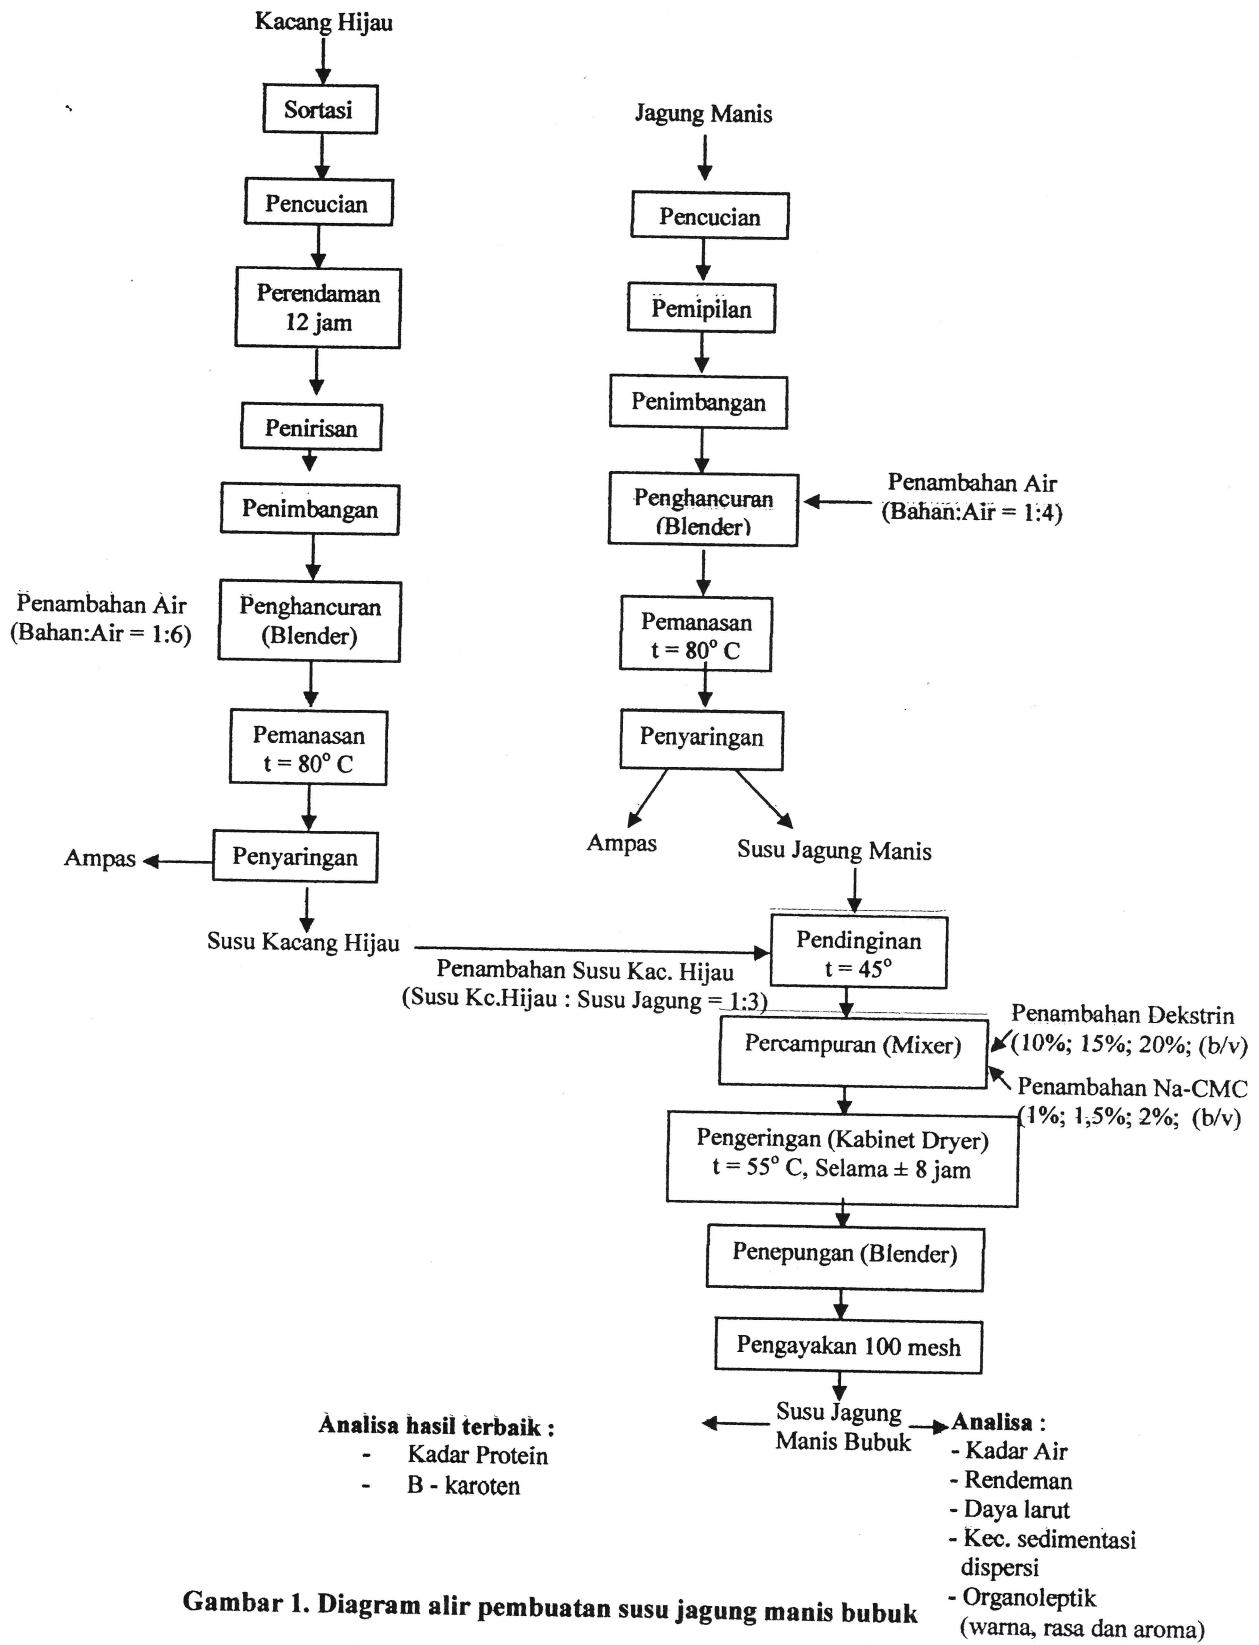 Kacang Hijau
Sortasi
Pencucian
Perendaman
12 jam
Penirisan
Penimbangan
Penambahan Air
(Bahan:Air = 1:6)
Penghancuran
(Blender)
Pemanasan
t = 80° C
Penyaringan
Ampas
Susu Kacang Hijau
Jagung Manis
Pencucian
Pemipilan
Penimbangan
Penghancuran
(Blender)
Penambahan Air
(Bahan:Air = 1:4)
Pemanasan
t = 80° C
Penyaringan
Ampas
Susu Jagung Manis
Penambahan Susu Kac. Hijau
(Susu Kc.Hijau : Susu Jagung = 1:3)
Pendinginan
t = 45°
Percampuran (Mixer)
Penambahan Dekstrin
(10%; 15%; 20%; (b/v)
Penambahan Na-CMC
(1%; 1,5%; 2%; (b/v)
Pengeringan (Kabinet Dryer)
t = 55° C, Selama ± 8 jam
Penepungan (Blender)
Pengayakan 100 mesh
Susu Jagung
Manis Bubuk
Analisa hasil terbaik :
- Kadar Protein
- B - karoten
Analisa :
- Kadar Air
- Rendeman
- Daya larut
- Kec. sedimentasi
dispersi
- Organoleptik
(warna, rasa dan aroma)
Gambar 1. Diagram alir pembuatan susu jagung manis bubuk